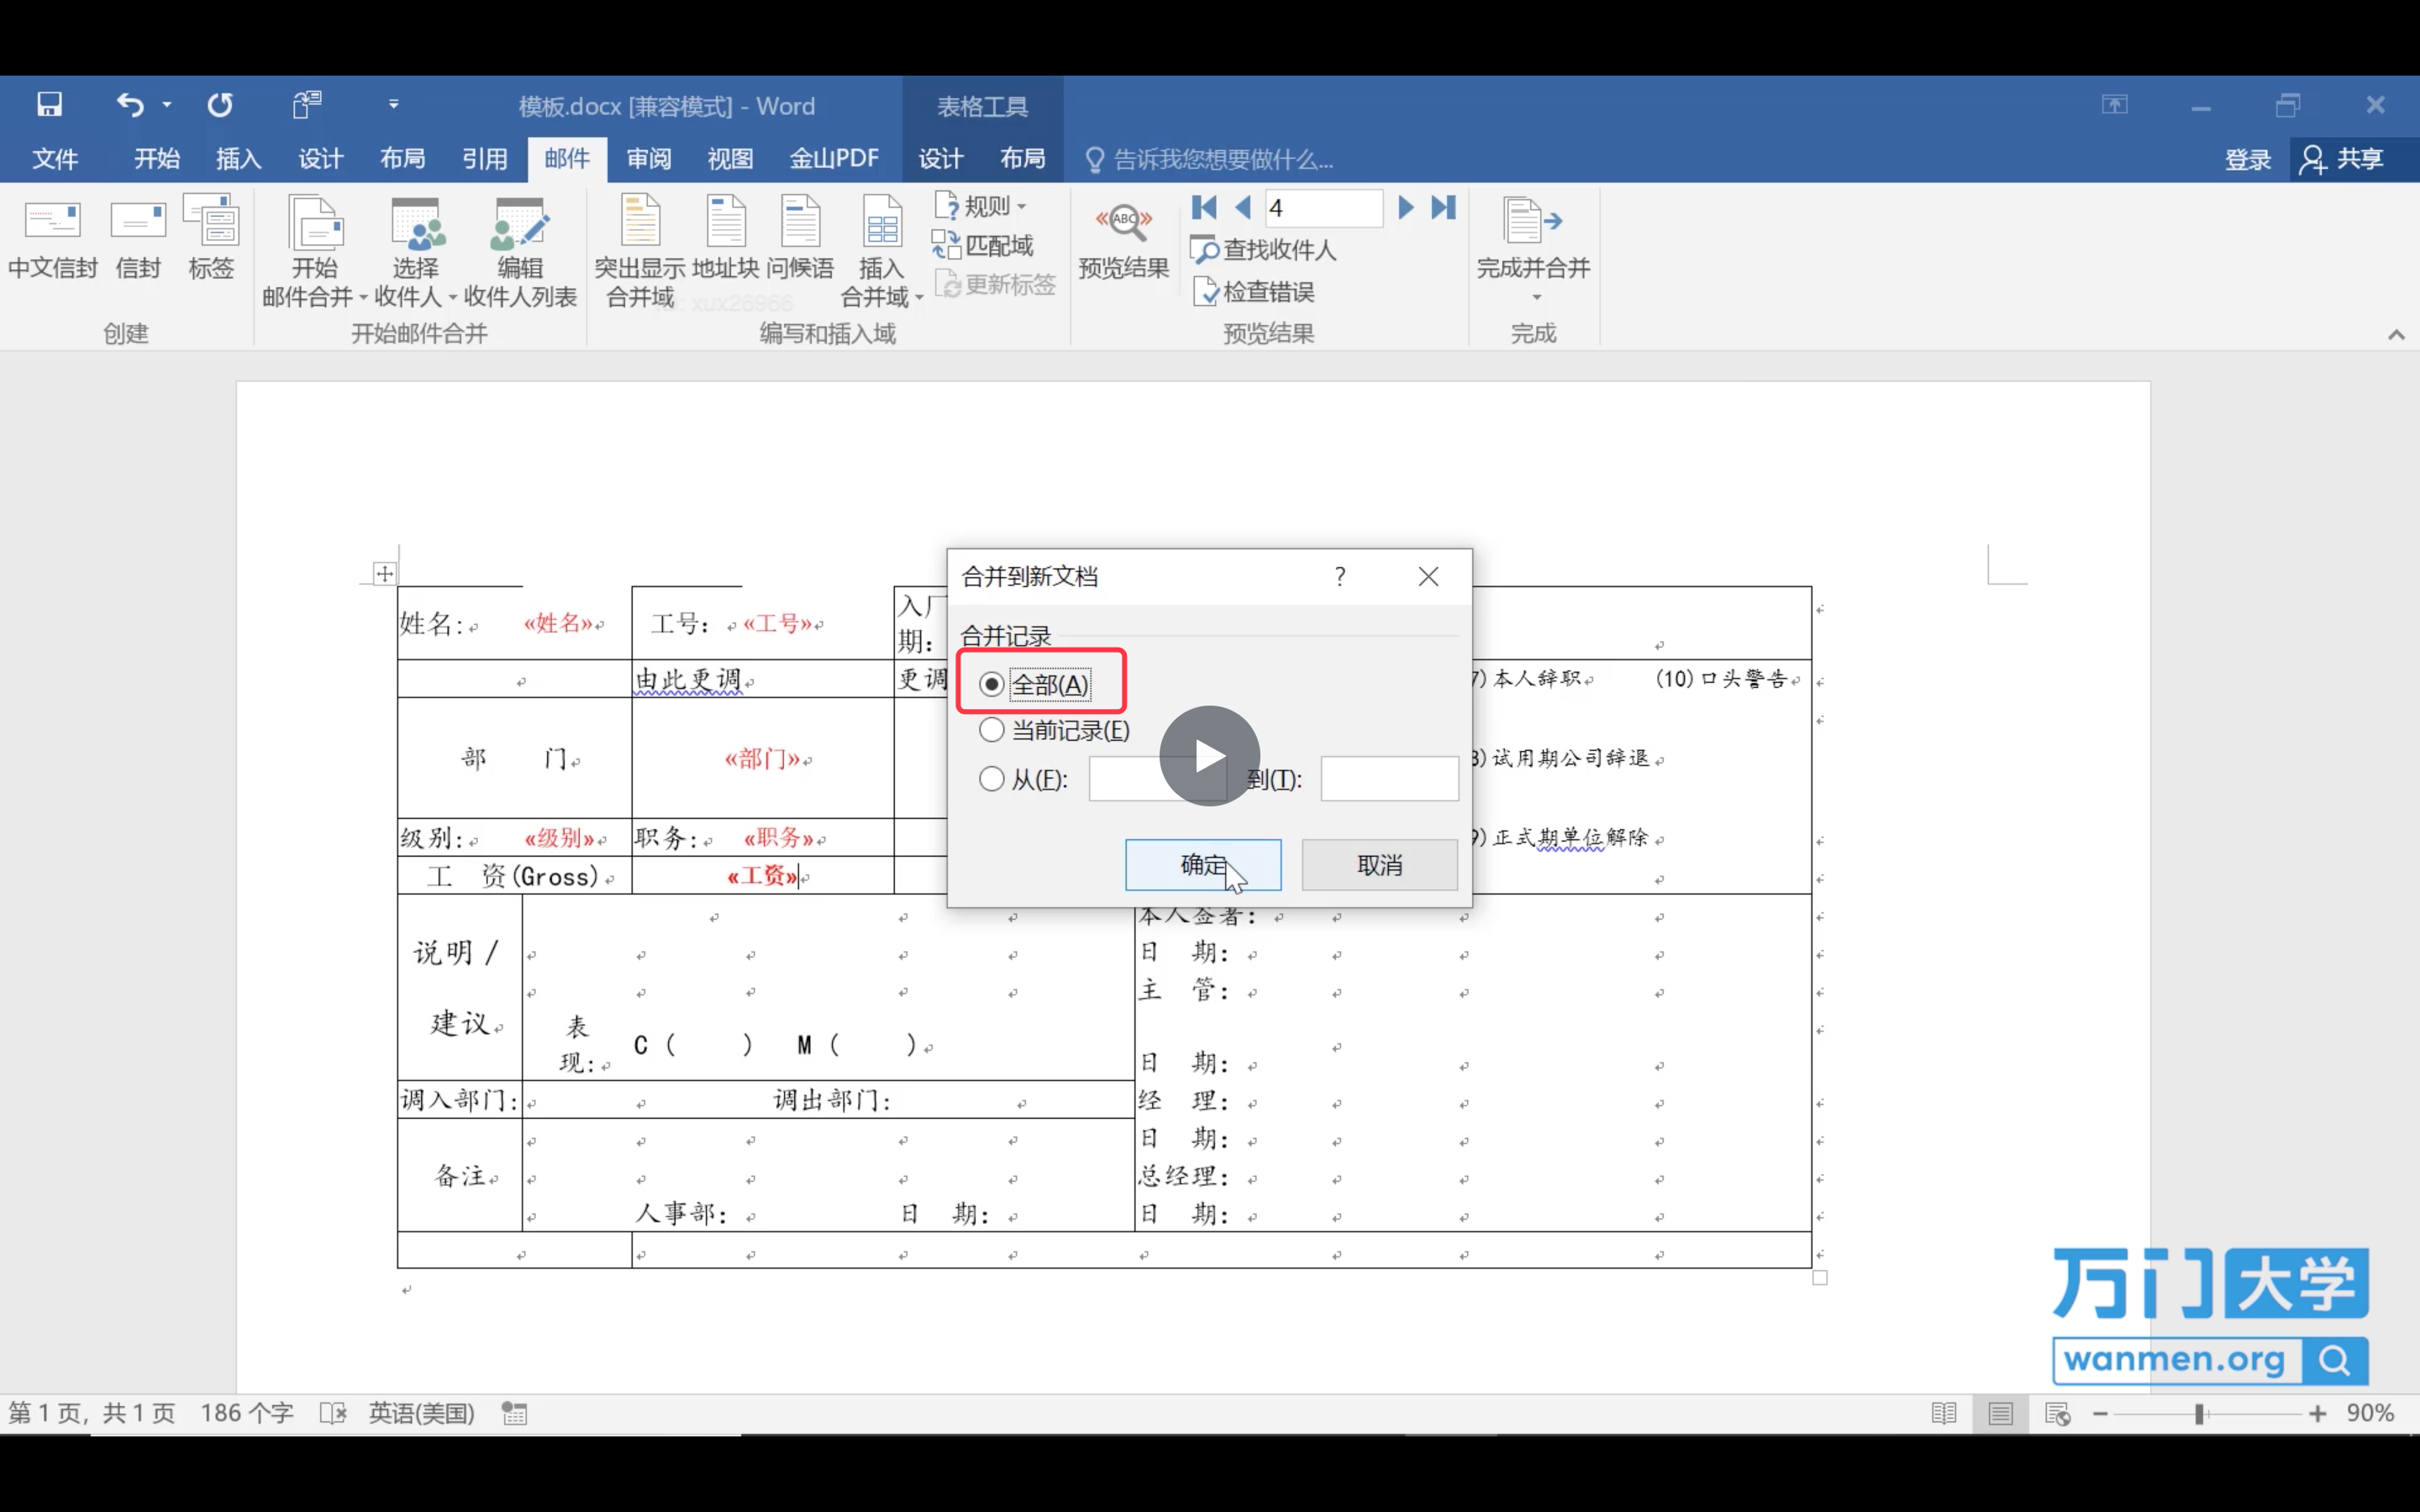 模板.docx [兼容模式] - Word
表格工具
文件 开始 插入 设计 布局 引用 邮件 审阅 视图 金山PDF 设计 布局 告诉我您想要做什么... 登录 共享
中文信封 信封 标签
开始 邮件合并 选择 收件人 编辑 收件人列表
突出显示 合并域 地址块 问候语 插入 合并域
规则
匹配域
更新标签
«ABC»
预览结果
4
查找收件人
检查错误
完成并合并
ID: xux26966
创建 开始邮件合并 编写和插入域 预览结果 完成
合并到新文档 ?
合并记录
全部(A)
当前记录(E)
从(F): 到(T):
确定 取消
姓名: «姓名» 工号: «工号» 入厂
期:
由此更调 更调 7)本人辞职 (10)口头警告
部 门 «部门» 8)试用期公司辞退
级别: «级别» 职务: «职务» 9)正式期单位解除
工 资(Gross) «工资»
本人签署:
说明/ 日 期:
主 管:
建议 表
现: C ( ) M ( )
日 期:
调入部门: 调出部门: 经 理:
日 期:
备注 总经理:
人事部: 日 期: 日 期:
万门大学
wanmen.org
第 1 页, 共 1 页 186 个字 英语(美国) 90%